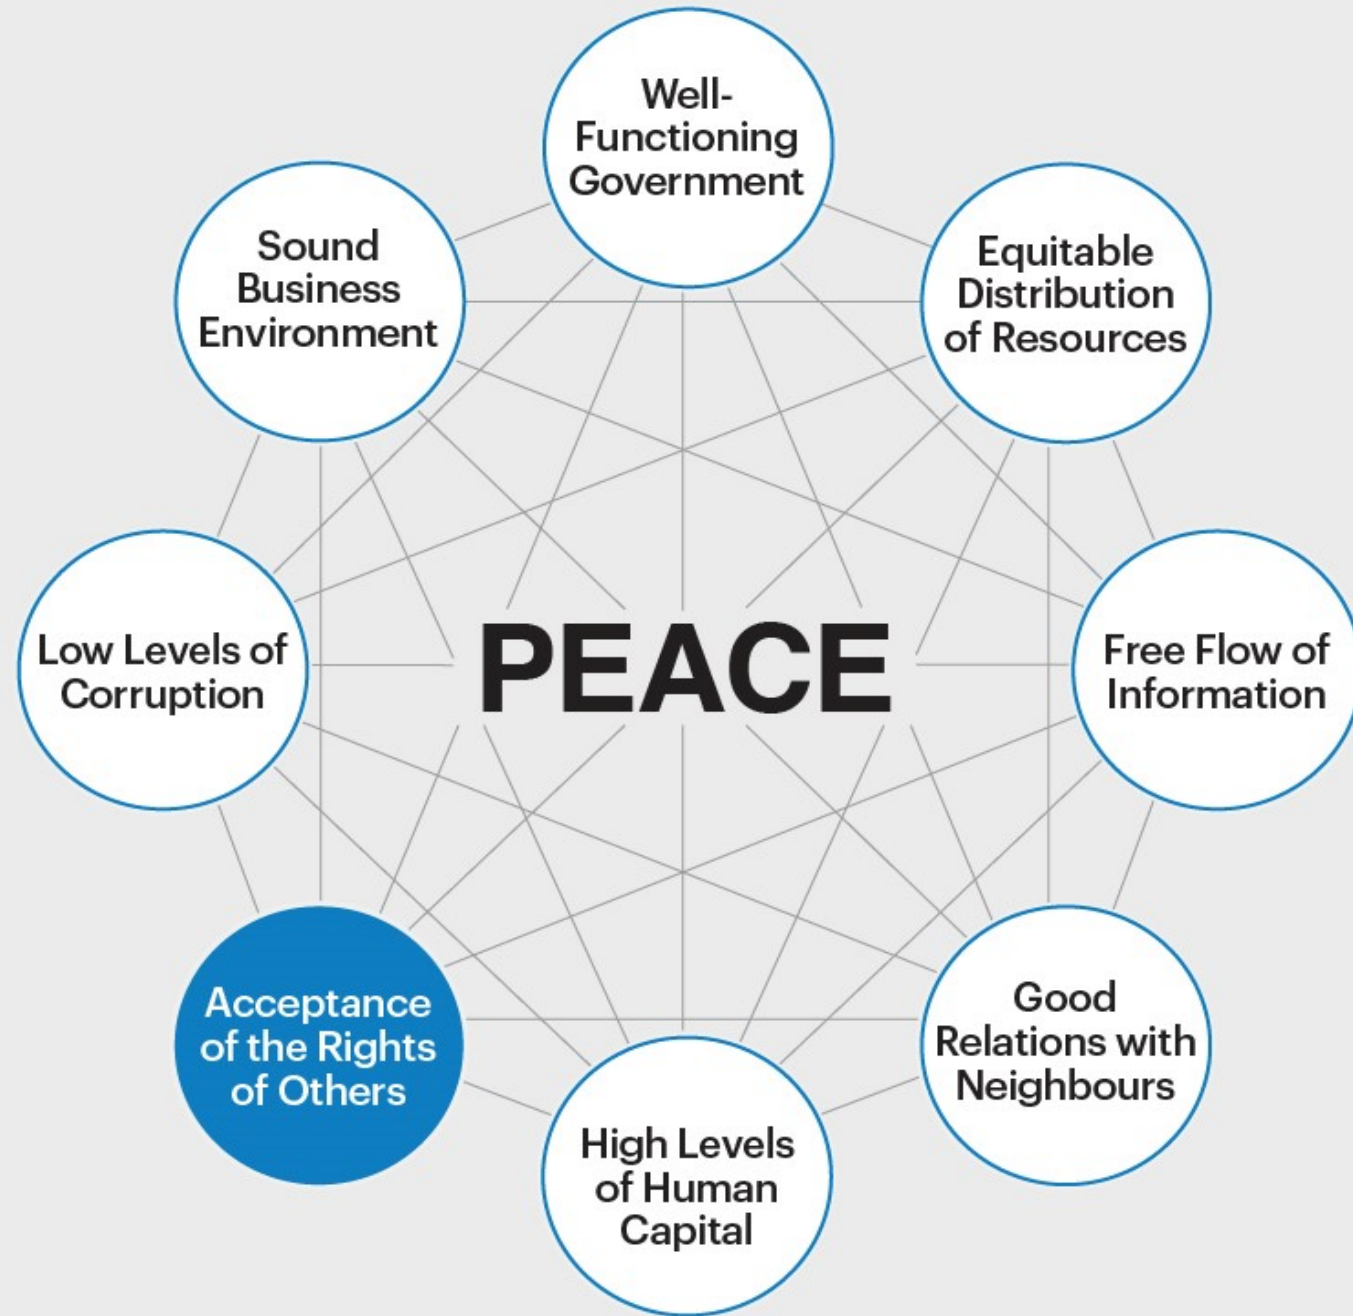 Well-
Functioning
Government
Sound
Business
Environment
Equitable
Distribution
of Resources
Low Levels of
Corruption
PEACE
Free Flow of
Information
Acceptance
of the Rights
of Others
Good
Relations with
Neighbours
High Levels
of Human
Capital